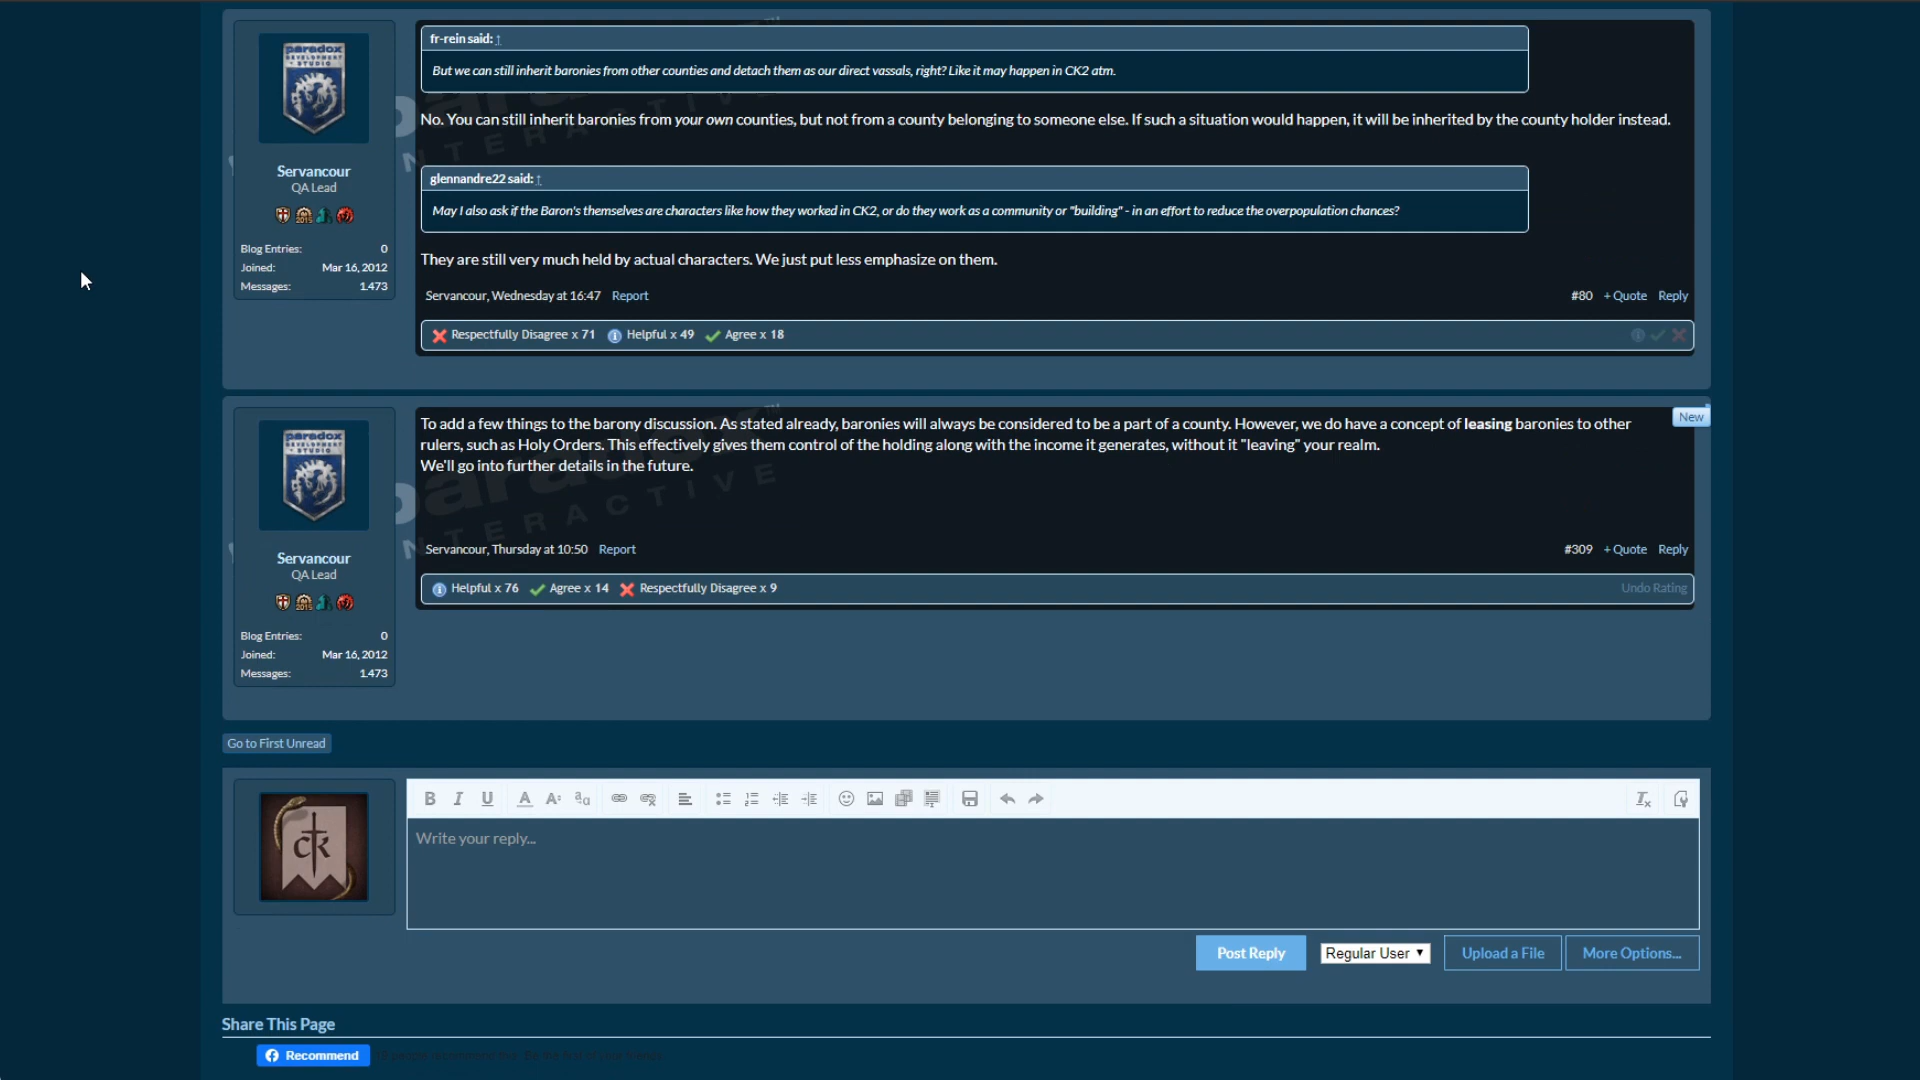 fr-rein said: ↑
But we can still inherit baronies from other counties and detach them as our direct vassals, right? Like it may happen in CK2 atm.
No. You can still inherit baronies from your own counties, but not from a county belonging to someone else. If such a situation would happen, it will be inherited by the county holder instead.
paradox
DEVELOPMENT
STUDIO
Servancour
QA Lead
Blog Entries: 0
Joined: Mar 16, 2012
Messages: 1.473
glennandre22 said: ↑
May I also ask if the Baron's themselves are characters like how they worked in CK2, or do they work as a community or "building" - in an effort to reduce the overpopulation chances?
They are still very much held by actual characters. We just put less emphasize on them.
Servancour, Wednesday at 16:47 Report #80 + Quote Reply
Respectfully Disagree x 71 Helpful x 49 Agree x 18
New
To add a few things to the barony discussion. As stated already, baronies will always be considered to be a part of a county. However, we do have a concept of leasing baronies to other
rulers, such as Holy Orders. This effectively gives them control of the holding along with the income it generates, without it "leaving" your realm.
We'll go into further details in the future.
paradox
DEVELOPMENT
STUDIO
Servancour
QA Lead
Blog Entries: 0
Joined: Mar 16, 2012
Messages: 1.473
Servancour, Thursday at 10:50 Report #309 + Quote Reply
Helpful x 76 Agree x 14 Respectfully Disagree x 9 Undo Rating
Go to First Unread
Write your reply...
Post Reply Regular User Upload a File More Options...
Share This Page
Recommend